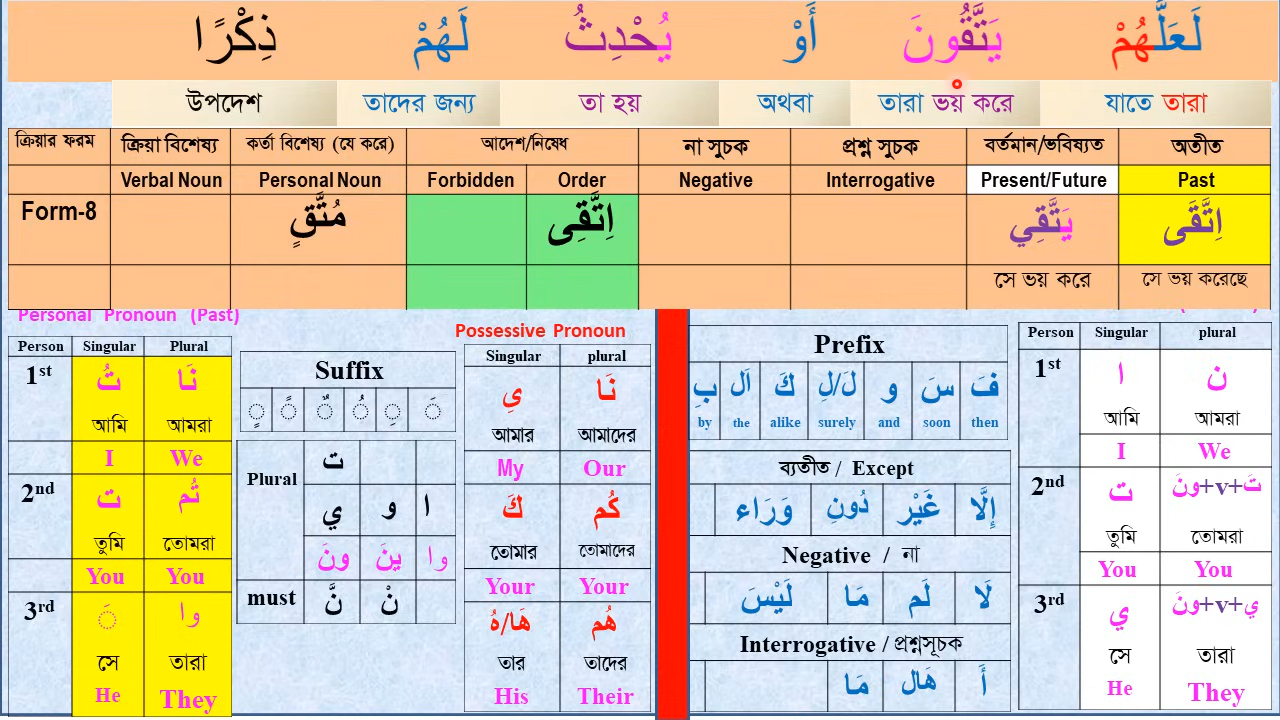 لَعَلَّهُمْ يَتَّقُونَ أَوْ يُحْدِثُ لَهُمْ ذِكْرًا
উপদেশ তাদের জন্য তা হয় অথবা তারা ভয় করে যাতে তারা
ক্রিয়ার ফরম ক্রিয়া বিশেষ্য কর্তা বিশেষ্য (যে করে) আদেশ/নিষেধ না সুচক প্রশ্ন সুচক বর্তমান/ভবিষ্যত অতীত
Verbal Noun Personal Noun Forbidden Order Negative Interrogative Present/Future Past
Form-8 مُتَّقٍ اِتَّقِى يَتَّقِي اِتَّقَى
সে ভয় করে সে ভয় করেছে
Personal Pronoun (Past)
Person Singular Plural
1st تُ نَا
আমি আমরা
I We
2nd ت تُم
তুমি তোমরা
You You
3rd َ وا
সে তারা
He They
Suffix
ٍ ً ٌ ُ ِ َ
Plural ت
ي و ا
ونَ ينَ وا
must نَّ نْ
Possessive Pronoun
Singular plural
يِ نَا
আমার আমাদের
My Our
كَ كُم
তোমার তোমাদের
Your Your
هَا/هُ هُم
তার তাদের
His Their
Prefix
بِ اَل كَ لَ/لِ و سَ فَ
by the alike surely and soon then
ব্যতীত / Except
وَرَاء دُونِ غَيْر إِلَّا
Negative / না
لَيْسَ مَا لَم لَا
Interrogative / প্রশ্নসূচক
مَا هَال أَ
Person Singular plural
1st ا ن
আমি আমরা
I We
2nd ت تَ+v+ونَ
তুমি তোমরা
You You
3rd ي ي+v+ونَ
সে তারা
He They